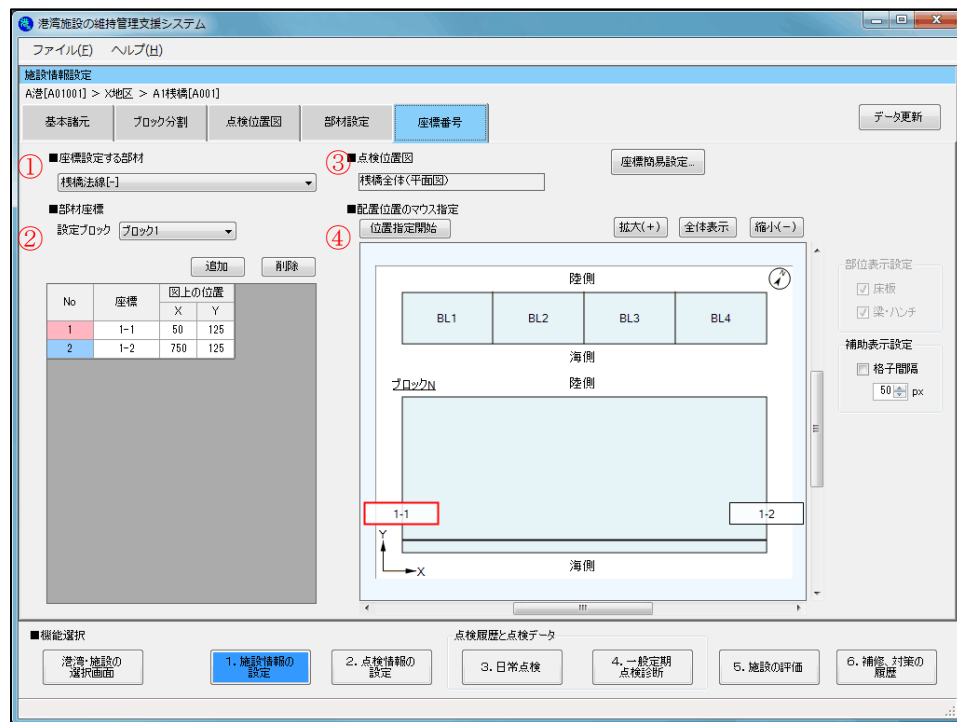 港湾施設の維持管理支援システム
ファイル(F) ヘルプ(H)
施設情報設定
A港[A01001] > X地区 > A1桟橋[A001]
基本諸元 ブロック分割 点検位置図 部材設定 座標番号 データ更新
① ■座標設定する部材
桟橋法線[-]
③ ■点検位置図
桟橋全体(平面図)
座標簡易設定...
■部材座標
② 設定ブロック ブロック1
追加 削除
No 座標 図上の位置
X Y
1 1-1 50 125
2 1-2 750 125
■配置位置のマウス指定
④ 位置指定開始 拡大(+) 全体表示 縮小(-)
陸側
BL1 BL2 BL3 BL4
海側
ブロックN 陸側
1-1 1-2
Y
X
海側
部位表示設定
床板
梁・ハンチ
補助表示設定
格子間隔
50 px
■機能選択
点検履歴と点検データ
港湾・施設の
選択画面
1. 施設情報の
設定
2. 点検情報の
設定
3. 日常点検
4. 一般定期
点検診断
5. 施設の評価
6. 補修、対策の
履歴